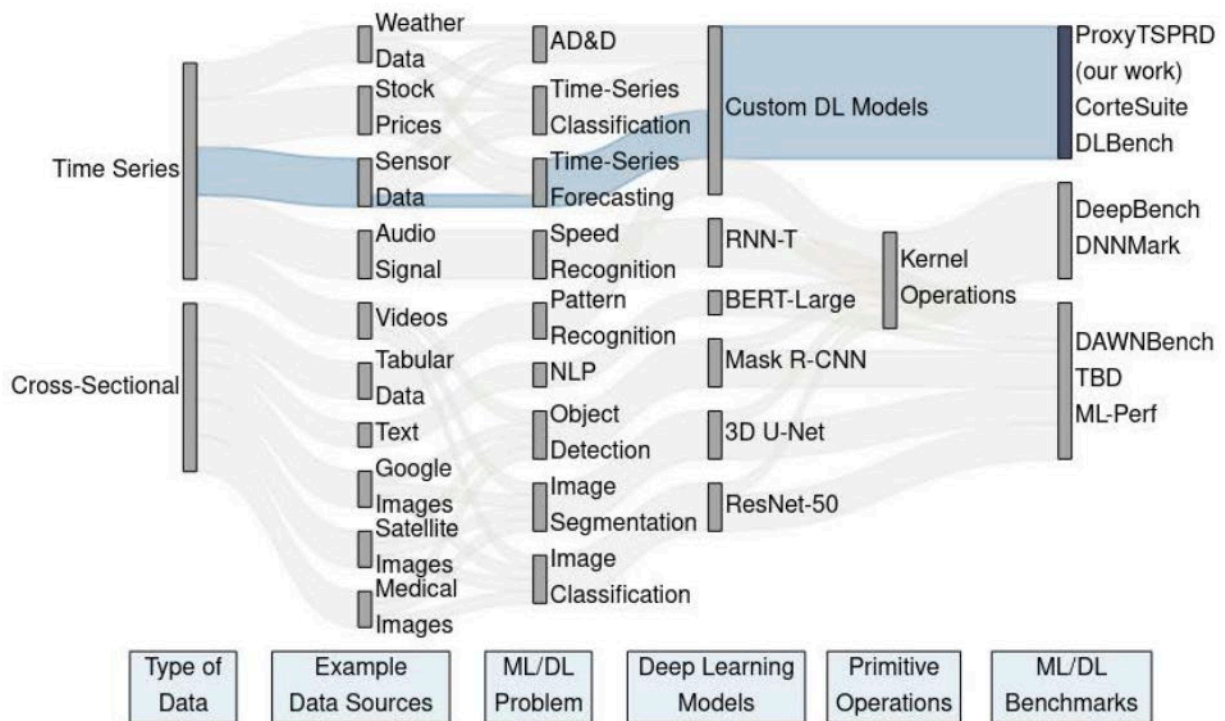 Time Series
Cross-Sectional
Weather
Data
Stock
Prices
Sensor
Data
Audio
Signal
Videos
Tabular
Data
Text
Google
Images
Satellite
Images
Medical
Images
AD&D
Time-Series
Classification
Time-Series
Forecasting
Speed
Recognition
Pattern
Recognition
NLP
Object
Detection
Image
Segmentation
Image
Classification
Custom DL Models
RNN-T
BERT-Large
Mask R-CNN
3D U-Net
ResNet-50
Kernel
Operations
ProxyTSPRD
(our work)
CorteSuite
DLBench
DeepBench
DNNMark
DAWNBench
TBD
ML-Perf
Type of
Data
Example
Data Sources
ML/DL
Problem
Deep Learning
Models
Primitive
Operations
ML/DL
Benchmarks